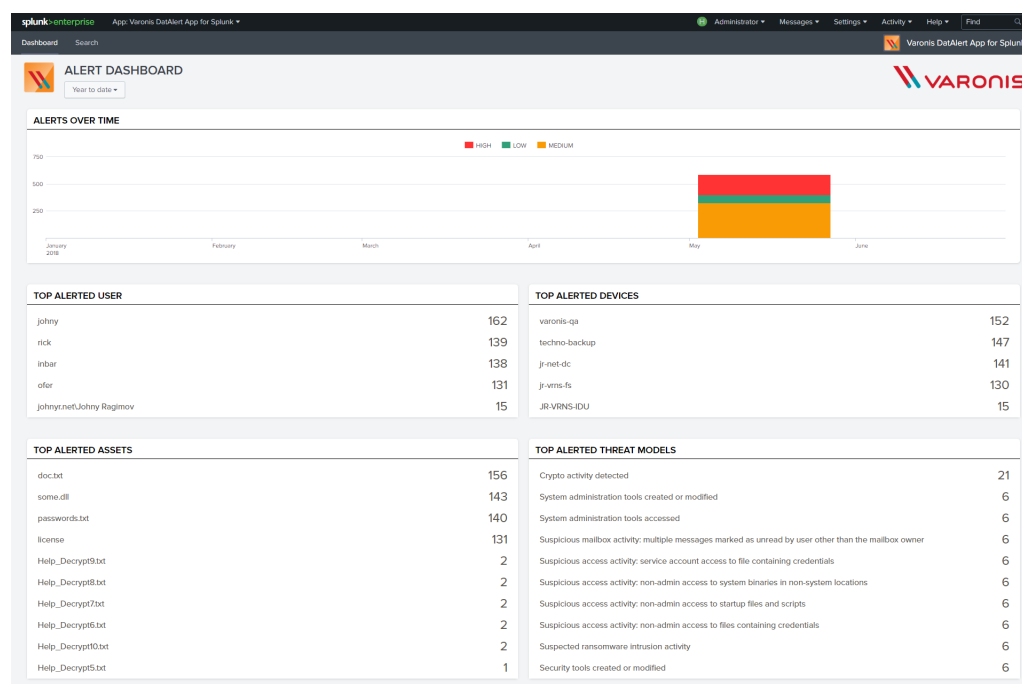 splunk>enterprise App: Varonis DatAlert App for Splunk Administrator Messages Settings Activity Help Find
Dashboard Search Varonis DatAlert App for Splunk
ALERT DASHBOARD
VARONIS
Year to date
ALERTS OVER TIME
HIGH LOW MEDIUM
750
500
250
January February March April May June
2018
TOP ALERTED USER
johny 162
rick 139
inbar 138
ofer 131
johnyr.net\Johny Ragimov 15
TOP ALERTED DEVICES
varonis-qa 152
techno-backup 147
jr-net-dc 141
jr-vrns-fs 130
JR-VRNS-IDU 15
TOP ALERTED ASSETS
doc.txt 156
some.dll 143
passwords.txt 140
license 131
Help_Decrypt9.txt 2
Help_Decrypt8.txt 2
Help_Decrypt7.txt 2
Help_Decrypt6.txt 2
Help_Decrypt10.txt 2
Help_Decrypt5.txt 1
TOP ALERTED THREAT MODELS
Crypto activity detected 21
System administration tools created or modified 6
System administration tools accessed 6
Suspicious mailbox activity: multiple messages marked as unread by user other than the mailbox owner 6
Suspicious access activity: service account access to file containing credentials 6
Suspicious access activity: non-admin access to system binaries in non-system locations 6
Suspicious access activity: non-admin access to startup files and scripts 6
Suspicious access activity: non-admin access to files containing credentials 6
Suspected ransomware intrusion activity 6
Security tools created or modified 6